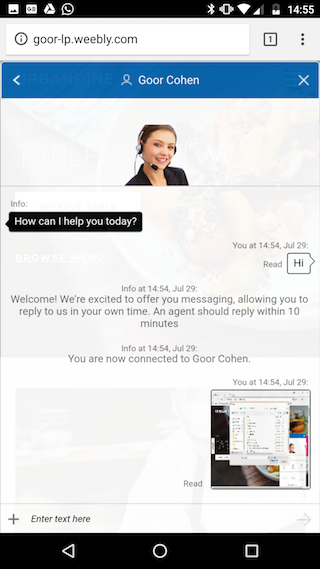 14:55
goor-lp.weebly.com
1
Goor Cohen
Info:
How can I help you today?
BROWSE MENU
You at 14:54, Jul 29:
Read
Hi
Info at 14:54, Jul 29:
Welcome! We're excited to offer you messaging, allowing you to
reply to us in your own time. An agent should reply within 10
minutes
Info at 14:54, Jul 29:
You are now connected to Goor Cohen.
You at 14:54, Jul 29:
Read
Enter text here